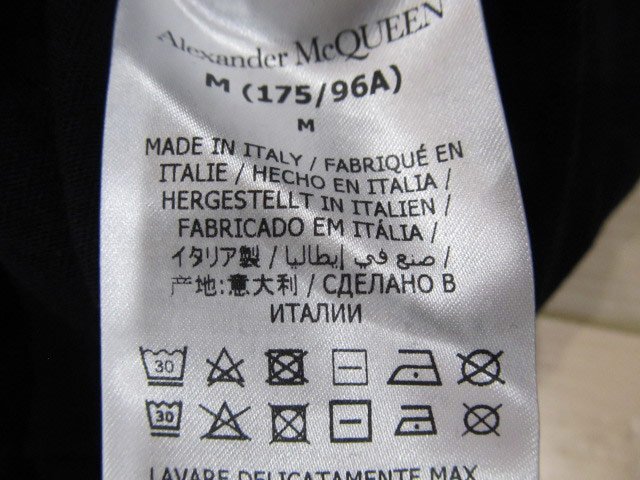 Alexander McQUEEN
M (175/96A)
M
MADE IN ITALY / FABRIQUÉ EN
ITALIE / HECHO EN ITALIA /
HERGESTELLT IN ITALIEN /
FABRICADO EM ITÁLIA /
イタリア製 / صنع في إيطاليا /
产地:意大利 / СДЕЛАНО В
ИТАЛИИ
30
30
LAVARE DELICATAMENTE MAX